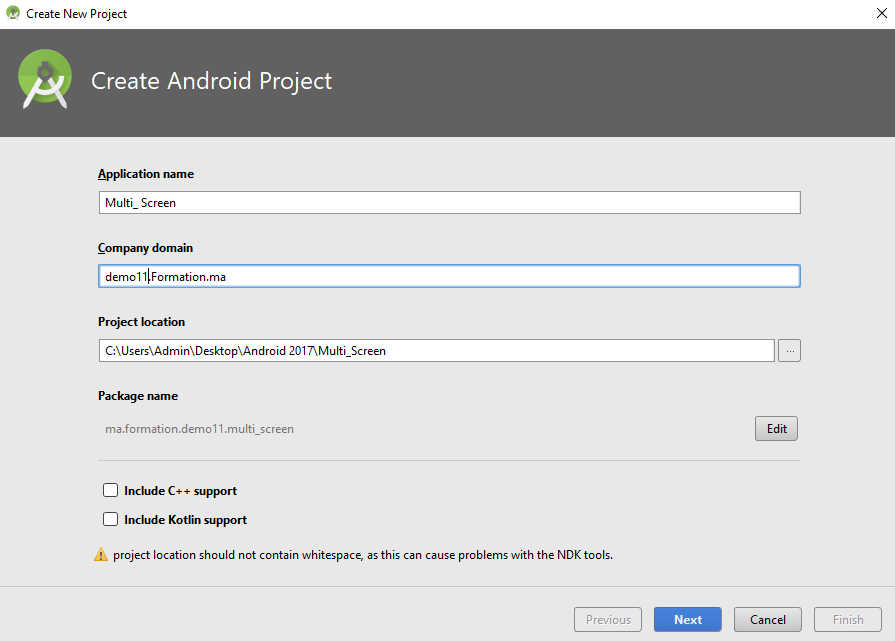 Create New Project
Create Android Project
Application name
Multi_ Screen
Company domain
demo11.Formation.ma
Project location
C:\Users\Admin\Desktop\Android 2017\Multi_Screen
...
Package name
ma.formation.demo11.multi_screen
Edit
Include C++ support
Include Kotlin support
project location should not contain whitespace, as this can cause problems with the NDK tools.
Previous Next Cancel Finish